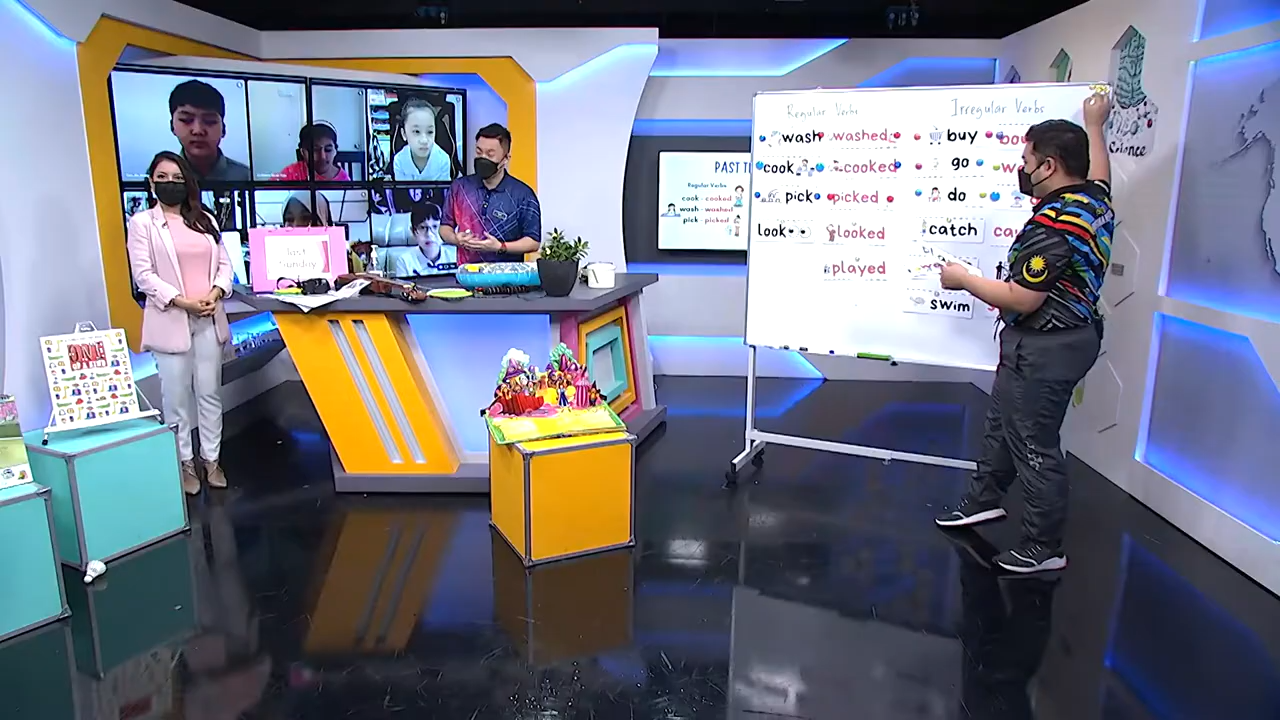 Regular Verbs
wash washed
cook cooked
pick picked
look looked
played
Irregular Verbs
buy
go
do
catch
swim
PAST
Regular Verbs
cook - cooked
wash - washed
pick - picked
last
Sunday
Science